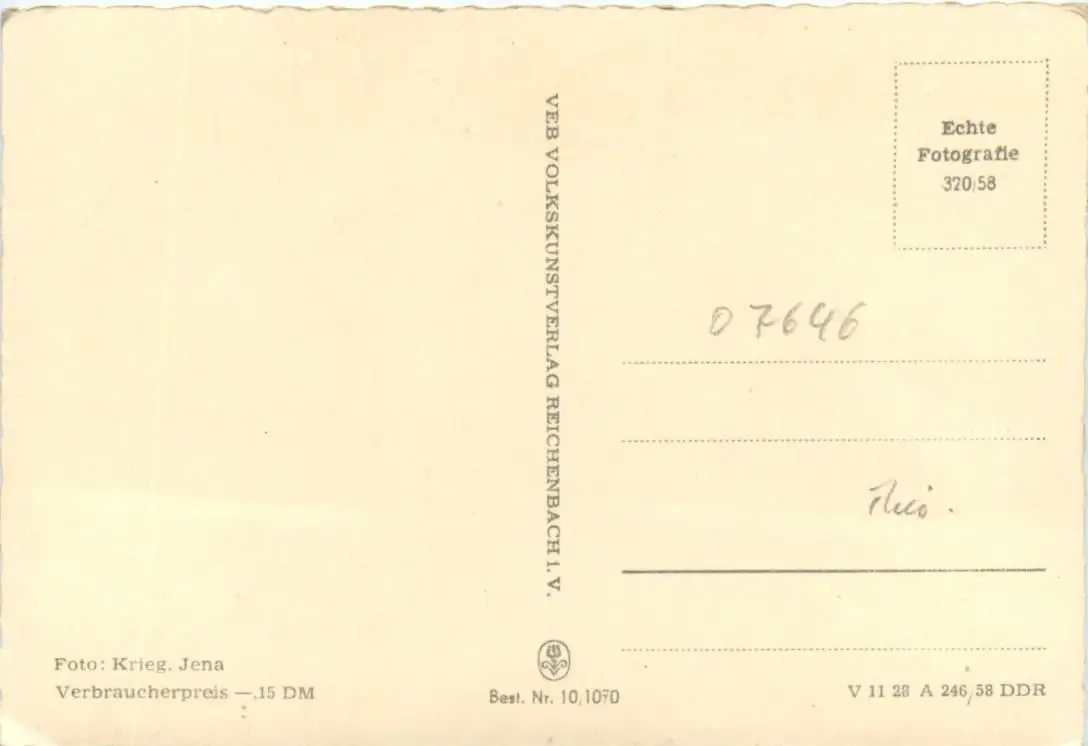 Echte
Fotografie
320/58
VEB VOLKSKUNSTVERLAG REICHENBACH i. V.
07646
Foto: Krieg. Jena
Verbraucherpreis —.15 DM
Best. Nr. 10/1070
V 11 28 A 246/58 DDR